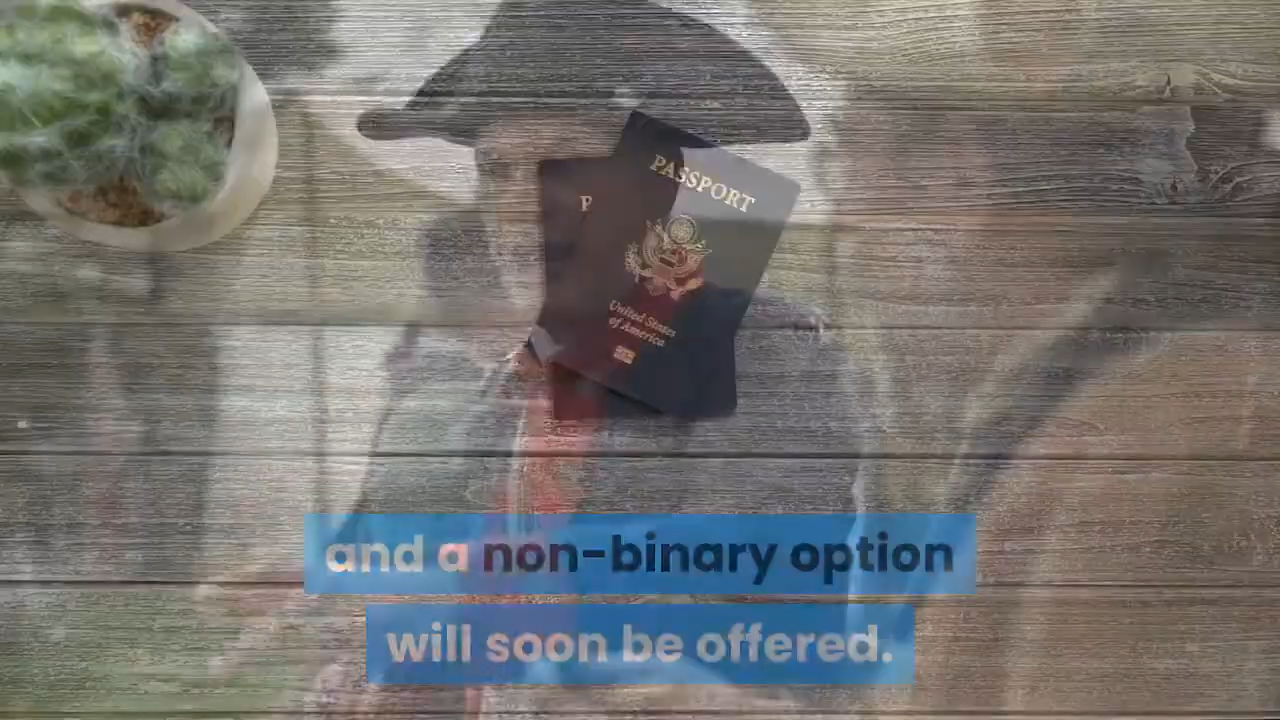 PASSPORT
P
United States
of America
and a non-binary option
will soon be offered.